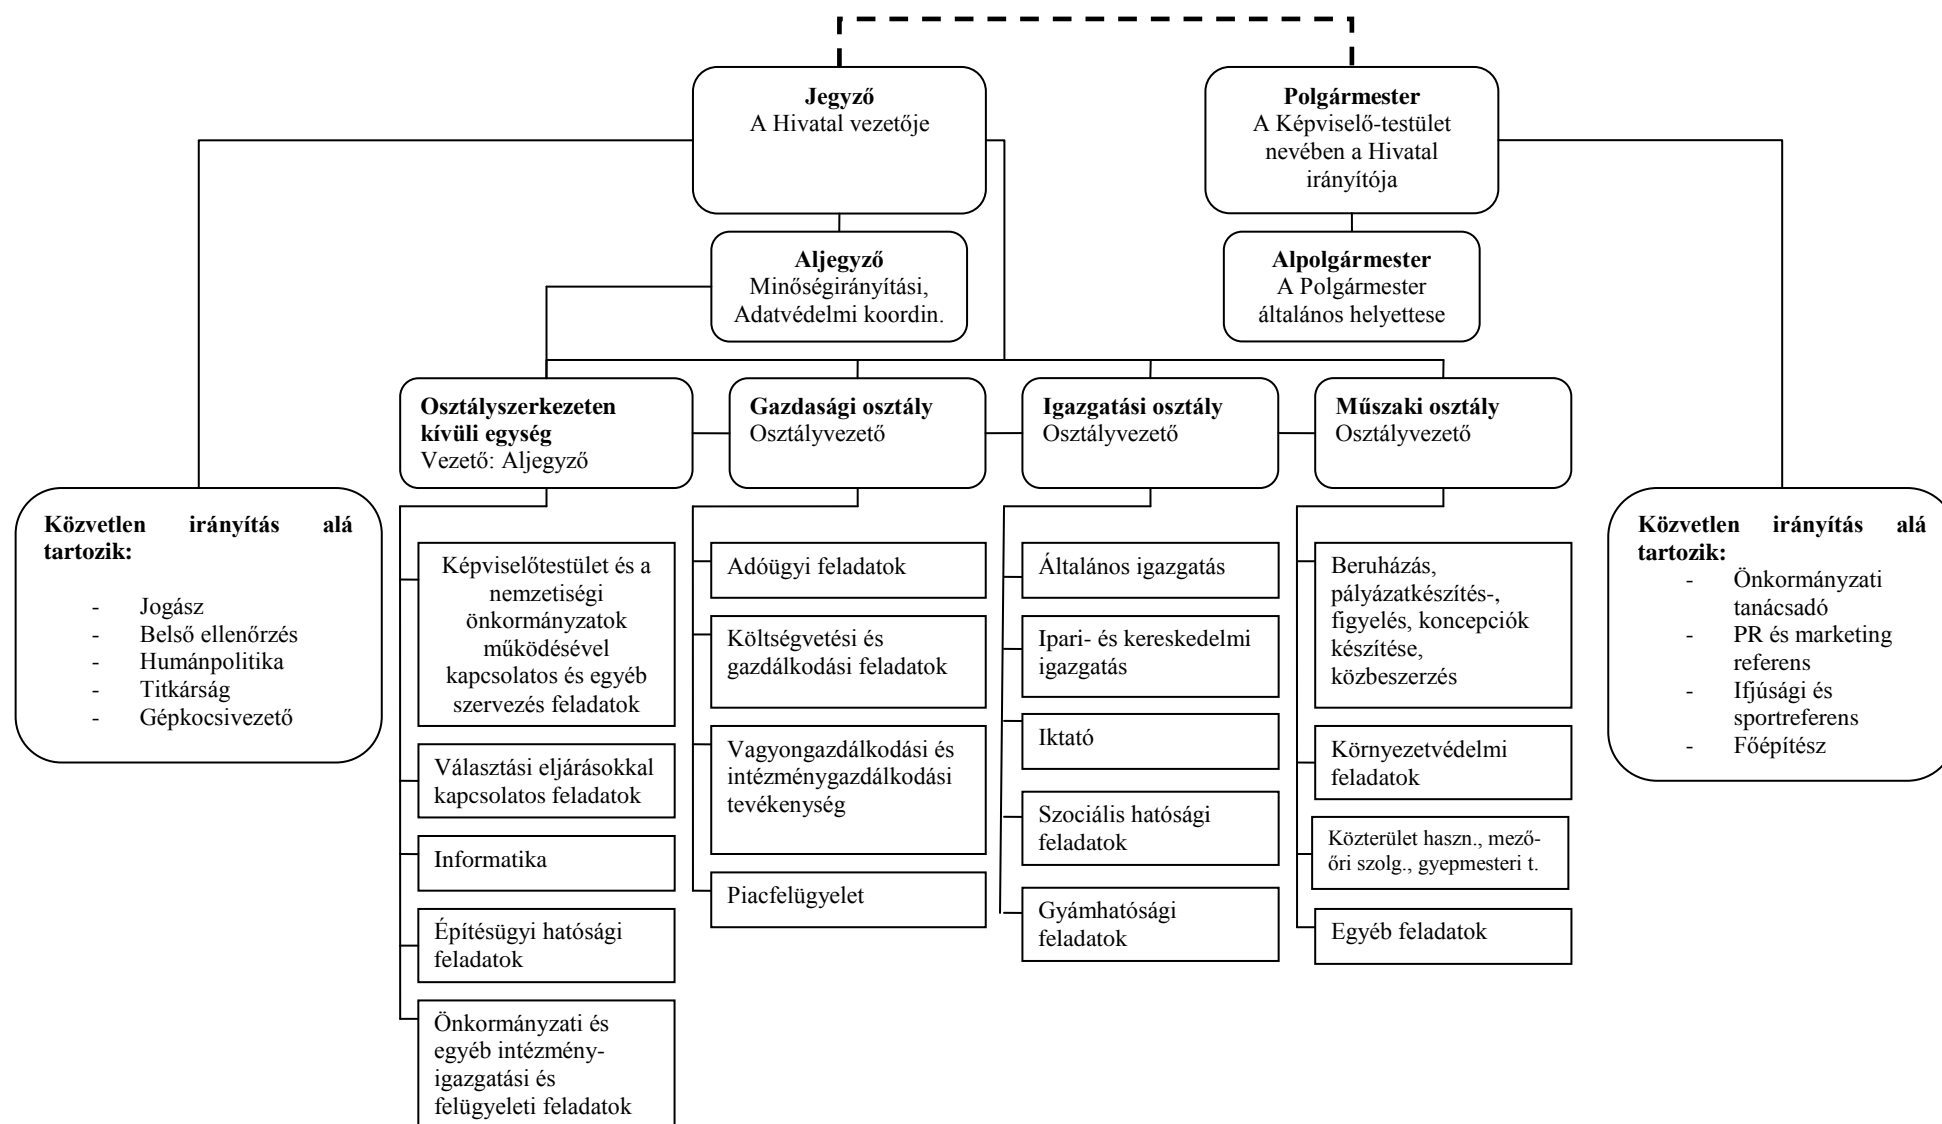 Jegyző
A Hivatal vezetője
Polgármester
A Képviselő-testület
nevében a Hivatal
irányítója
Aljegyző
Minőségirányítási,
Adatvédelmi koordin.
Alpolgármester
A Polgármester
általános helyettese
Osztályszerkezeten
kívüli egység
Vezető: Aljegyző
Gazdasági osztály
Osztályvezető
Igazgatási osztály
Osztályvezető
Műszaki osztály
Osztályvezető
Közvetlen irányítás alá
tartozik:
- Jogász
- Belső ellenőrzés
- Humánpolitika
- Titkárság
- Gépkocsivezető
Képviselőtestület és a
nemzetiségi
önkormányzatok
működésével
kapcsolatos és egyéb
szervezés feladatok
Választási eljárásokkal
kapcsolatos feladatok
Informatika
Építésügyi hatósági
feladatok
Önkormányzati és
egyéb intézmény-
igazgatási és
felügyeleti feladatok
Adóügyi feladatok
Költségvetési és
gazdálkodási feladatok
Vagyongazdálkodási és
intézménygazdálkodási
tevékenység
Piacfelügyelet
Általános igazgatás
Ipari- és kereskedelmi
igazgatás
Iktató
Szociális hatósági
feladatok
Gyámhatósági
feladatok
Beruházás,
pályázatkészítés-,
figyelés, koncepciók
készítése,
közbeszerzés
Környezetvédelmi
feladatok
Közterület haszn., mező-
őri szolg., gyepmesteri t.
Egyéb feladatok
Közvetlen irányítás alá
tartozik:
- Önkormányzati
tanácsadó
- PR és marketing
referens
- Ifjúsági és
sportreferens
- Főépítész